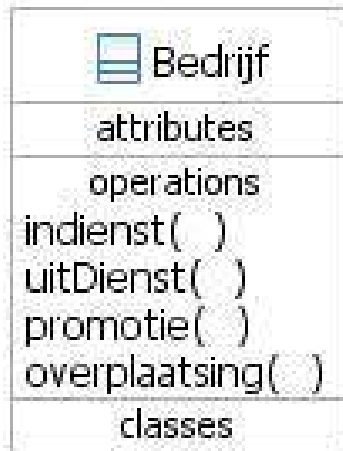 Bedrijf
attributes
operations
indienst( )
uitDienst( )
promotie( )
overplaatsing( )
classes